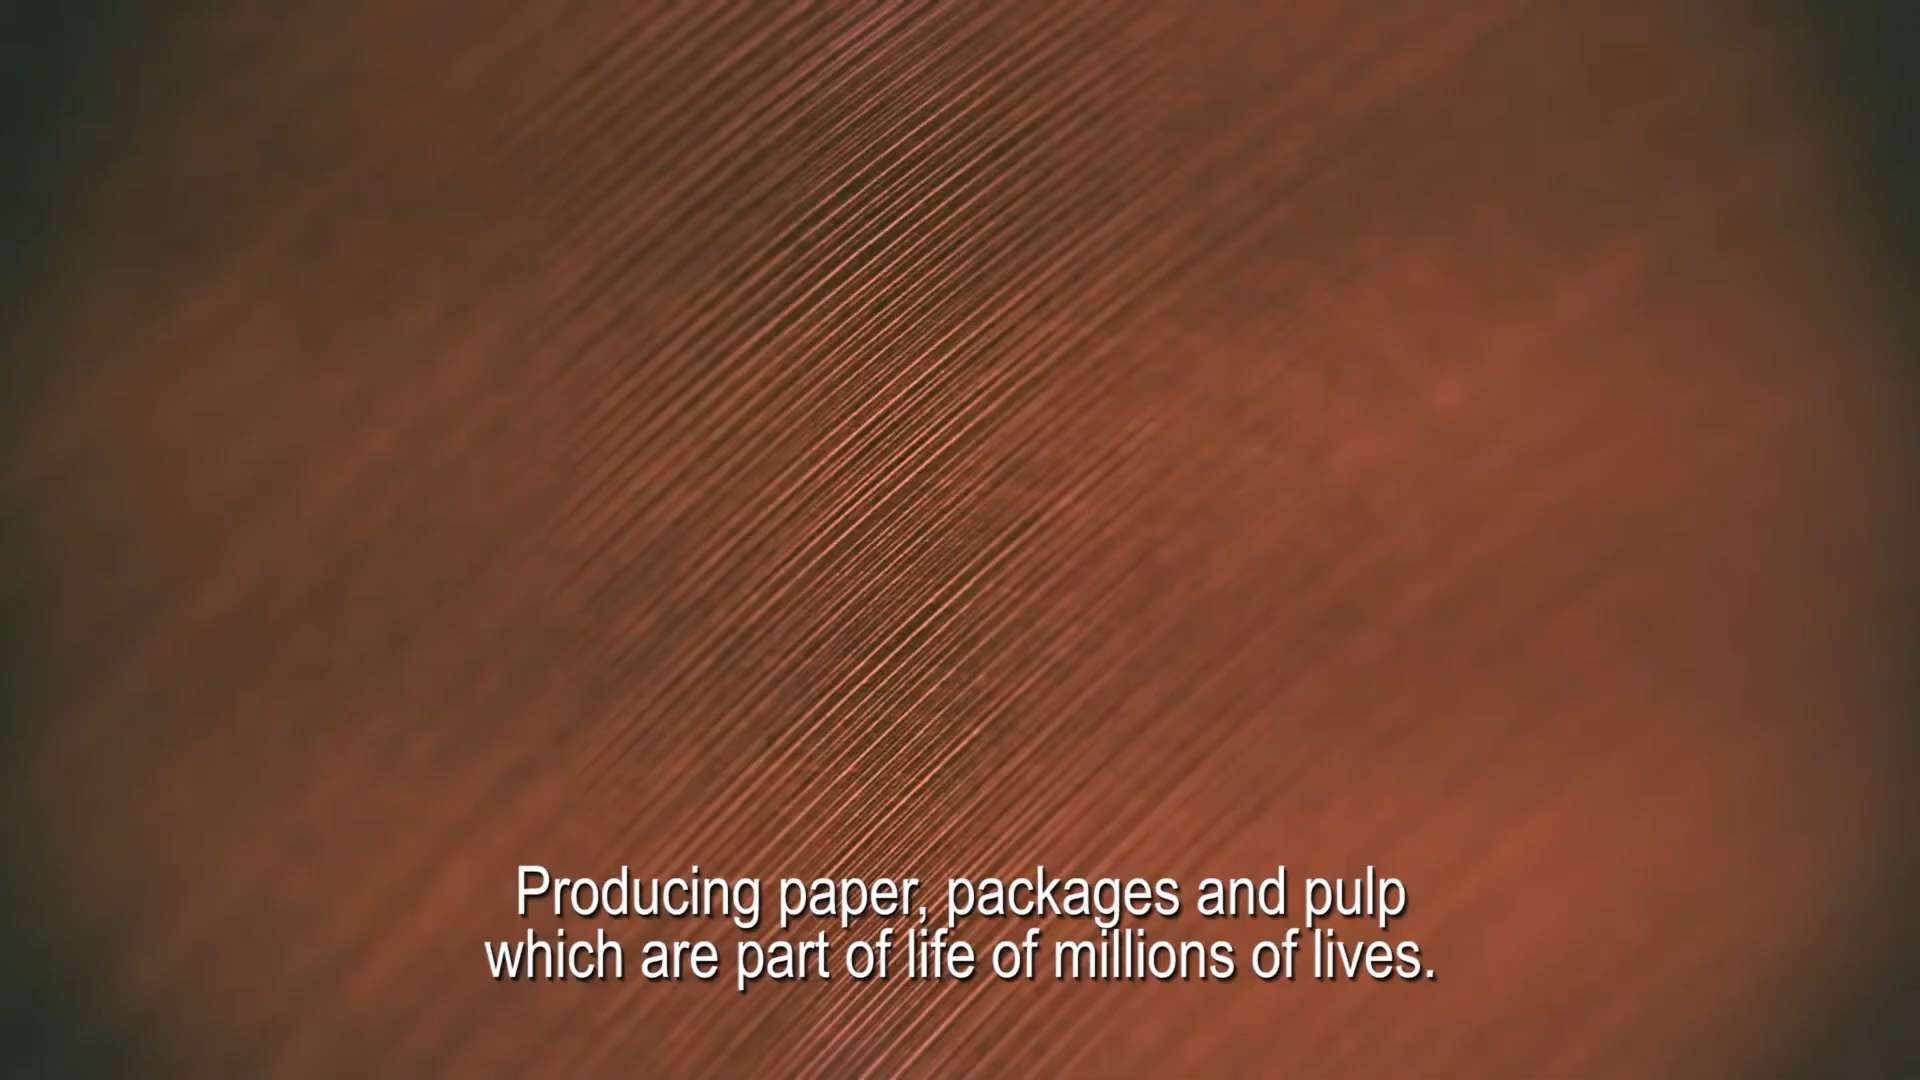 Producing paper, packages and pulp
which are part of life of millions of lives.